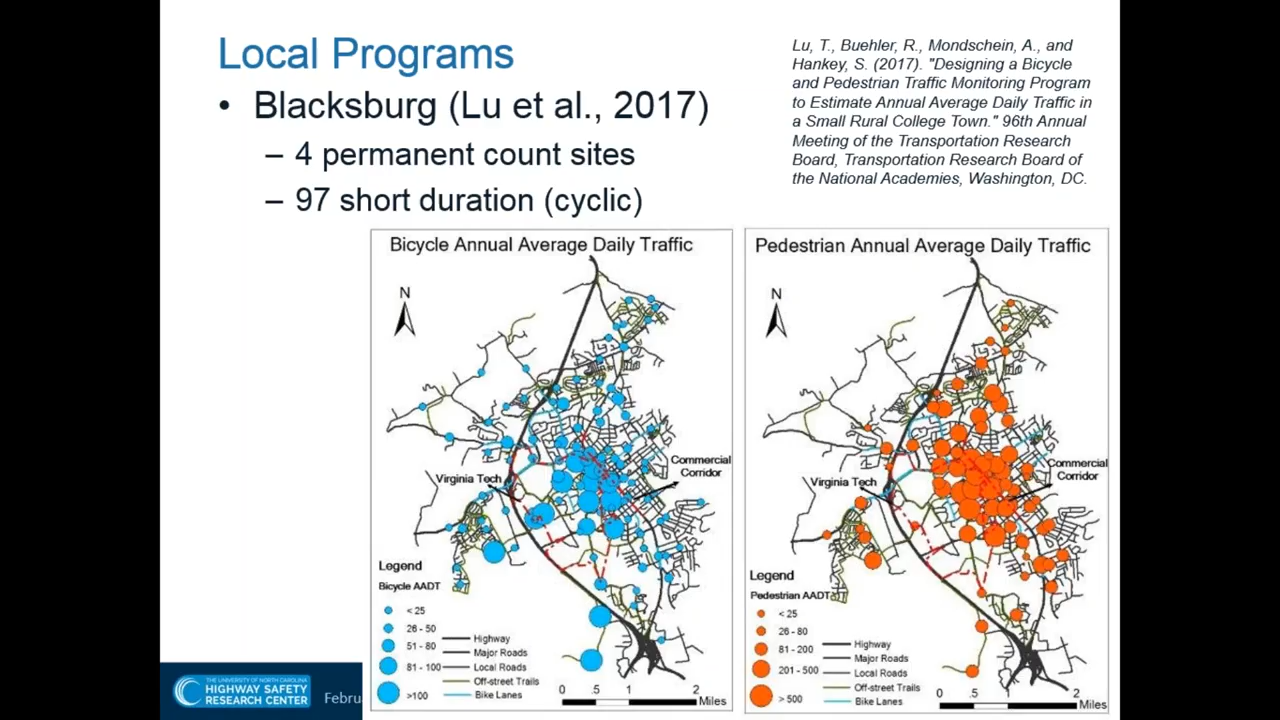 Local Programs
• Blacksburg (Lu et al., 2017)
– 4 permanent count sites
– 97 short duration (cyclic)
Lu, T., Buehler, R., Mondschein, A., and
Hankey, S. (2017). "Designing a Bicycle
and Pedestrian Traffic Monitoring Program
to Estimate Annual Average Daily Traffic in
a Small Rural College Town." 96th Annual
Meeting of the Transportation Research
Board, Transportation Research Board of
the National Academies, Washington, DC.
Bicycle Annual Average Daily Traffic
N
Commercial
Corridor
Virginia Tech
Legend
Bicycle AADT
< 25
26 - 50
51 - 80
81 - 100
>100
Highway
Major Roads
Local Roads
Off-street Trails
Bike Lanes
0 .5 1 2
Miles
Pedestrian Annual Average Daily Traffic
N
Commercial
Corridor
Virginia Tech
Legend
Pedestrian AADT
< 25
26 - 80
81 - 200
201 - 500
> 500
Highway
Major Roads
Local Roads
Off-street Trails
Bike Lanes
0 .5 1 2
Miles
THE UNIVERSITY OF NORTH CAROLINA
HIGHWAY SAFETY
RESEARCH CENTER
Febru